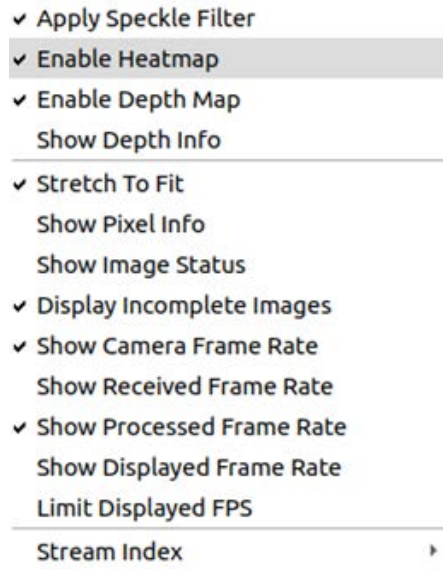 Apply Speckle Filter
Enable Heatmap
Enable Depth Map
Show Depth Info
Stretch To Fit
Show Pixel Info
Show Image Status
Display Incomplete Images
Show Camera Frame Rate
Show Received Frame Rate
Show Processed Frame Rate
Show Displayed Frame Rate
Limit Displayed FPS
Stream Index